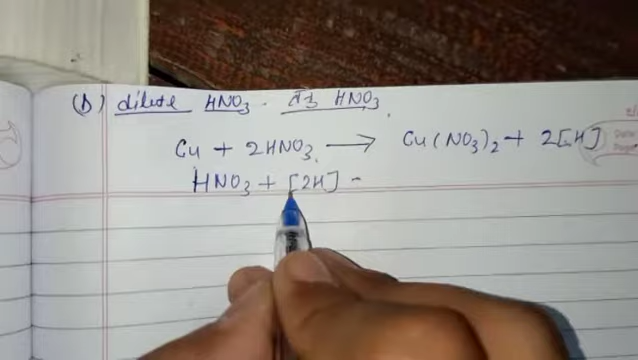 (b) dilute HNO3. HNO3.
Cu + 2HNO3. → Cu(NO3)2 + 2[H]
HNO3 + [2H] -